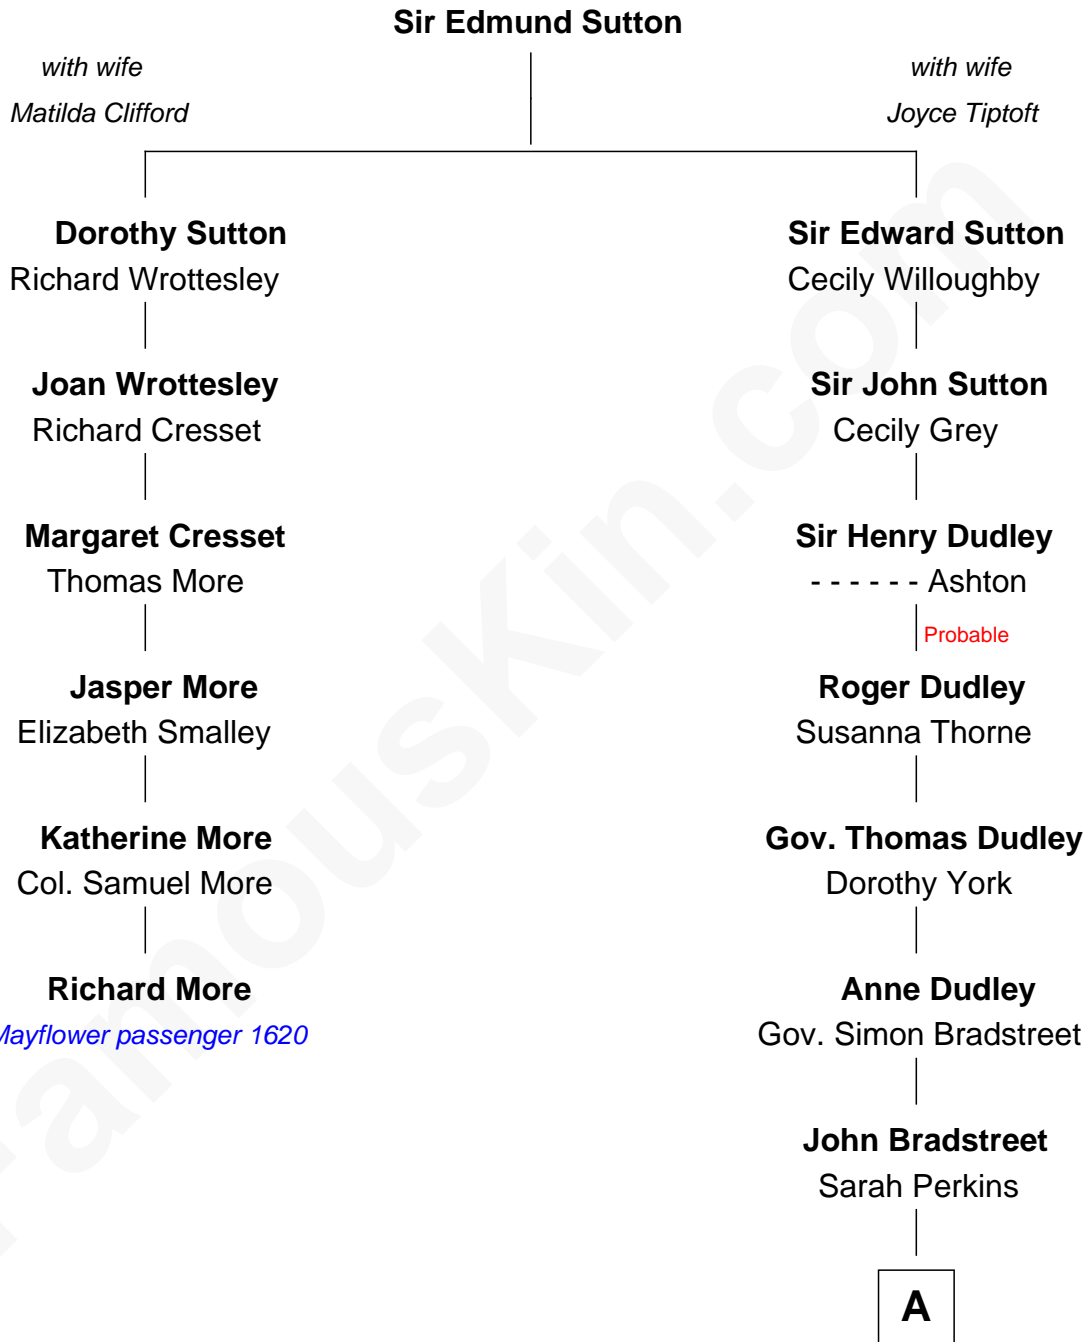 Sir Edmund Sutton
with wife
Matilda Clifford
with wife
Joyce Tiptoft
Dorothy Sutton
Richard Wrottesley
Sir Edward Sutton
Cecily Willoughby
Joan Wrottesley
Richard Cresset
Sir John Sutton
Cecily Grey
Margaret Cresset
Thomas More
Sir Henry Dudley
- - - - - - Ashton
Probable
Jasper More
Elizabeth Smalley
Roger Dudley
Susanna Thorne
Katherine More
Col. Samuel More
Gov. Thomas Dudley
Dorothy York
Richard More
Mayflower passenger 1620
Anne Dudley
Gov. Simon Bradstreet
John Bradstreet
Sarah Perkins
A
FamousKin.com